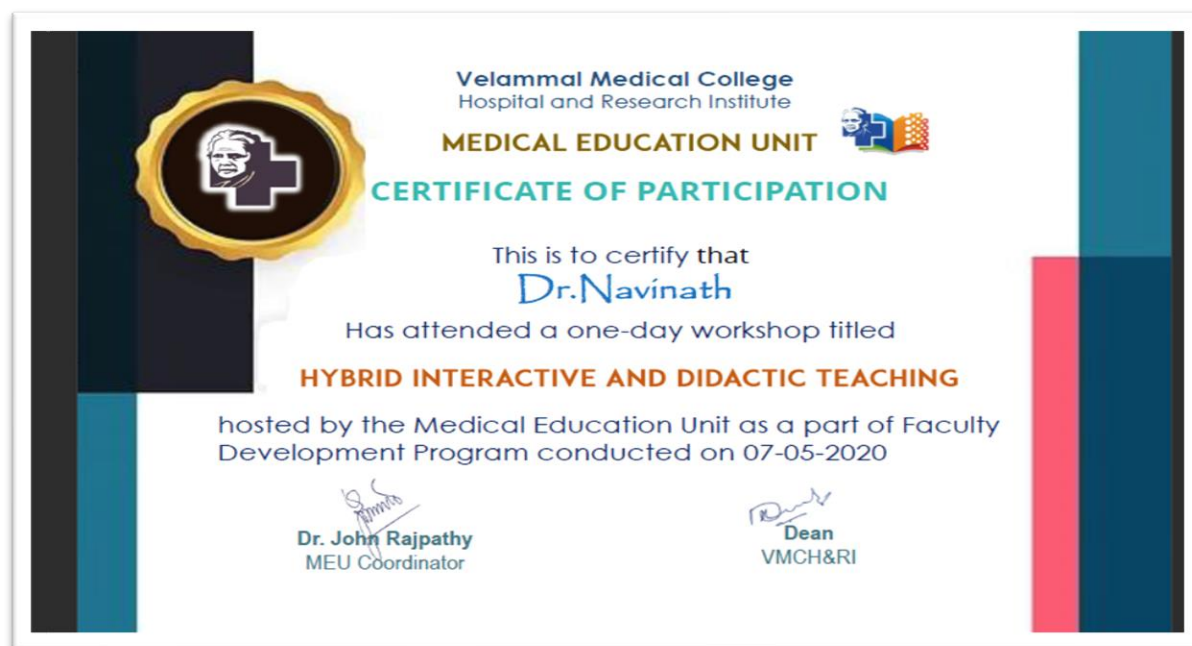 Velammal Medical College
Hospital and Research Institute
MEDICAL EDUCATION UNIT
CERTIFICATE OF PARTICIPATION
This is to certify that
Dr.Navinath
Has attended a one-day workshop titled
HYBRID INTERACTIVE AND DIDACTIC TEACHING
hosted by the Medical Education Unit as a part of Faculty
Development Program conducted on 07-05-2020
Dr. John Rajpathy
MEU Coordinator
Dean
VMCH&RI